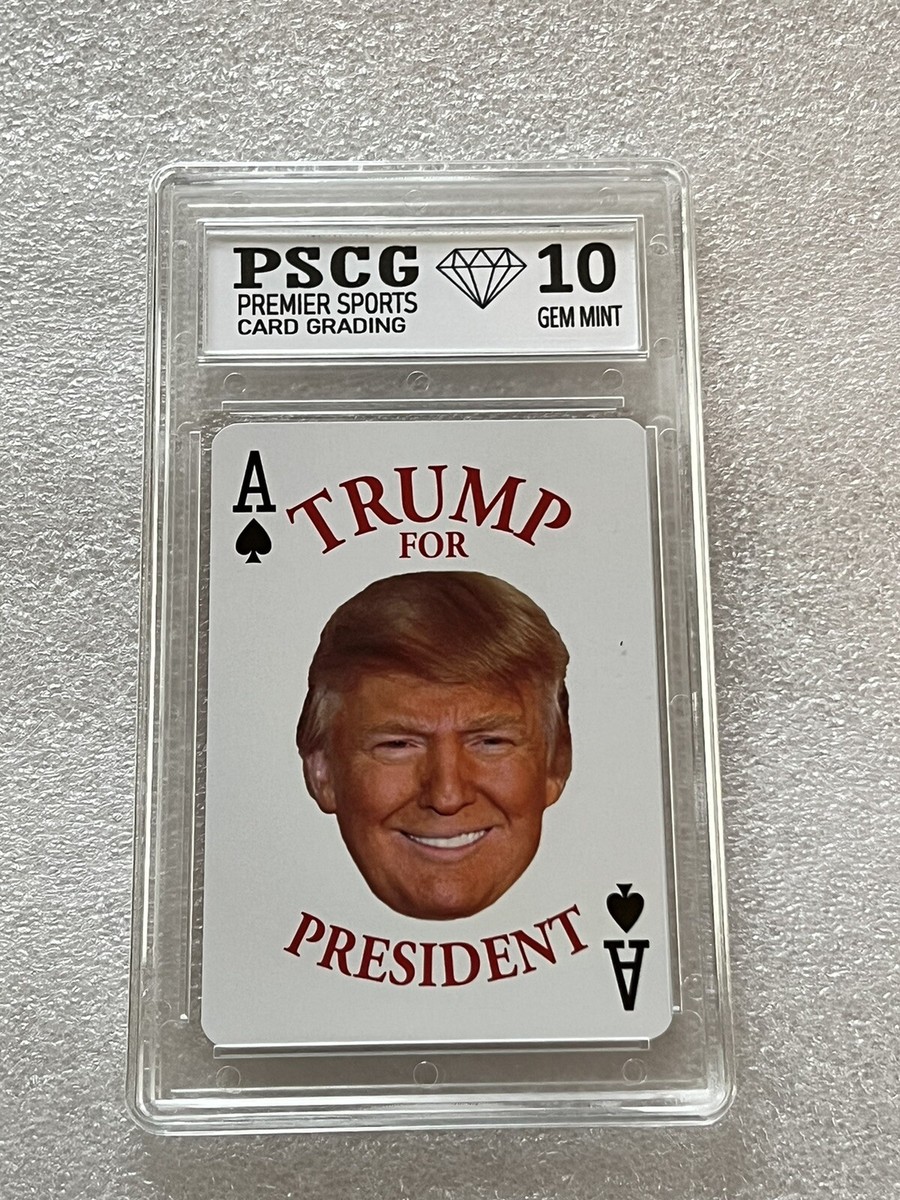 PSCG
PREMIER SPORTS
CARD GRADING
10
GEM MINT
A
TRUMP
FOR
PRESIDENT
A